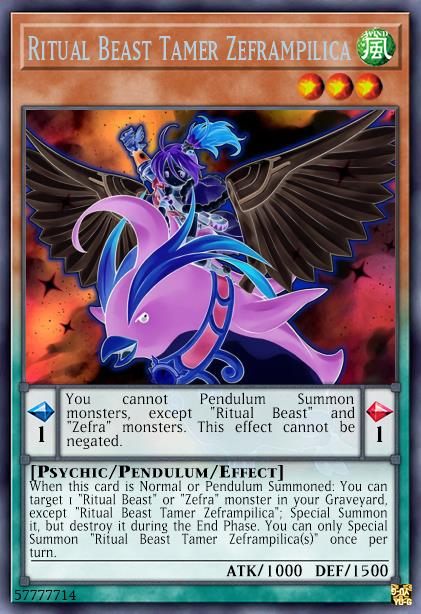 Ritual Beast Tamer Zeframpilica
WIND
風
You cannot Pendulum Summon
monsters, except "Ritual Beast" and
"Zefra" monsters. This effect cannot be
negated.
1
1
[Psychic/Pendulum/Effect]
When this card is Normal or Pendulum Summoned: You can
target 1 "Ritual Beast" or "Zefra" monster in your Graveyard,
except "Ritual Beast Tamer Zeframpilica"; Special Summon
it, but destroy it during the End Phase. You can only Special
Summon "Ritual Beast Tamer Zeframpilica(s)" once per
turn.
ATK/1000 DEF/1500
57777714